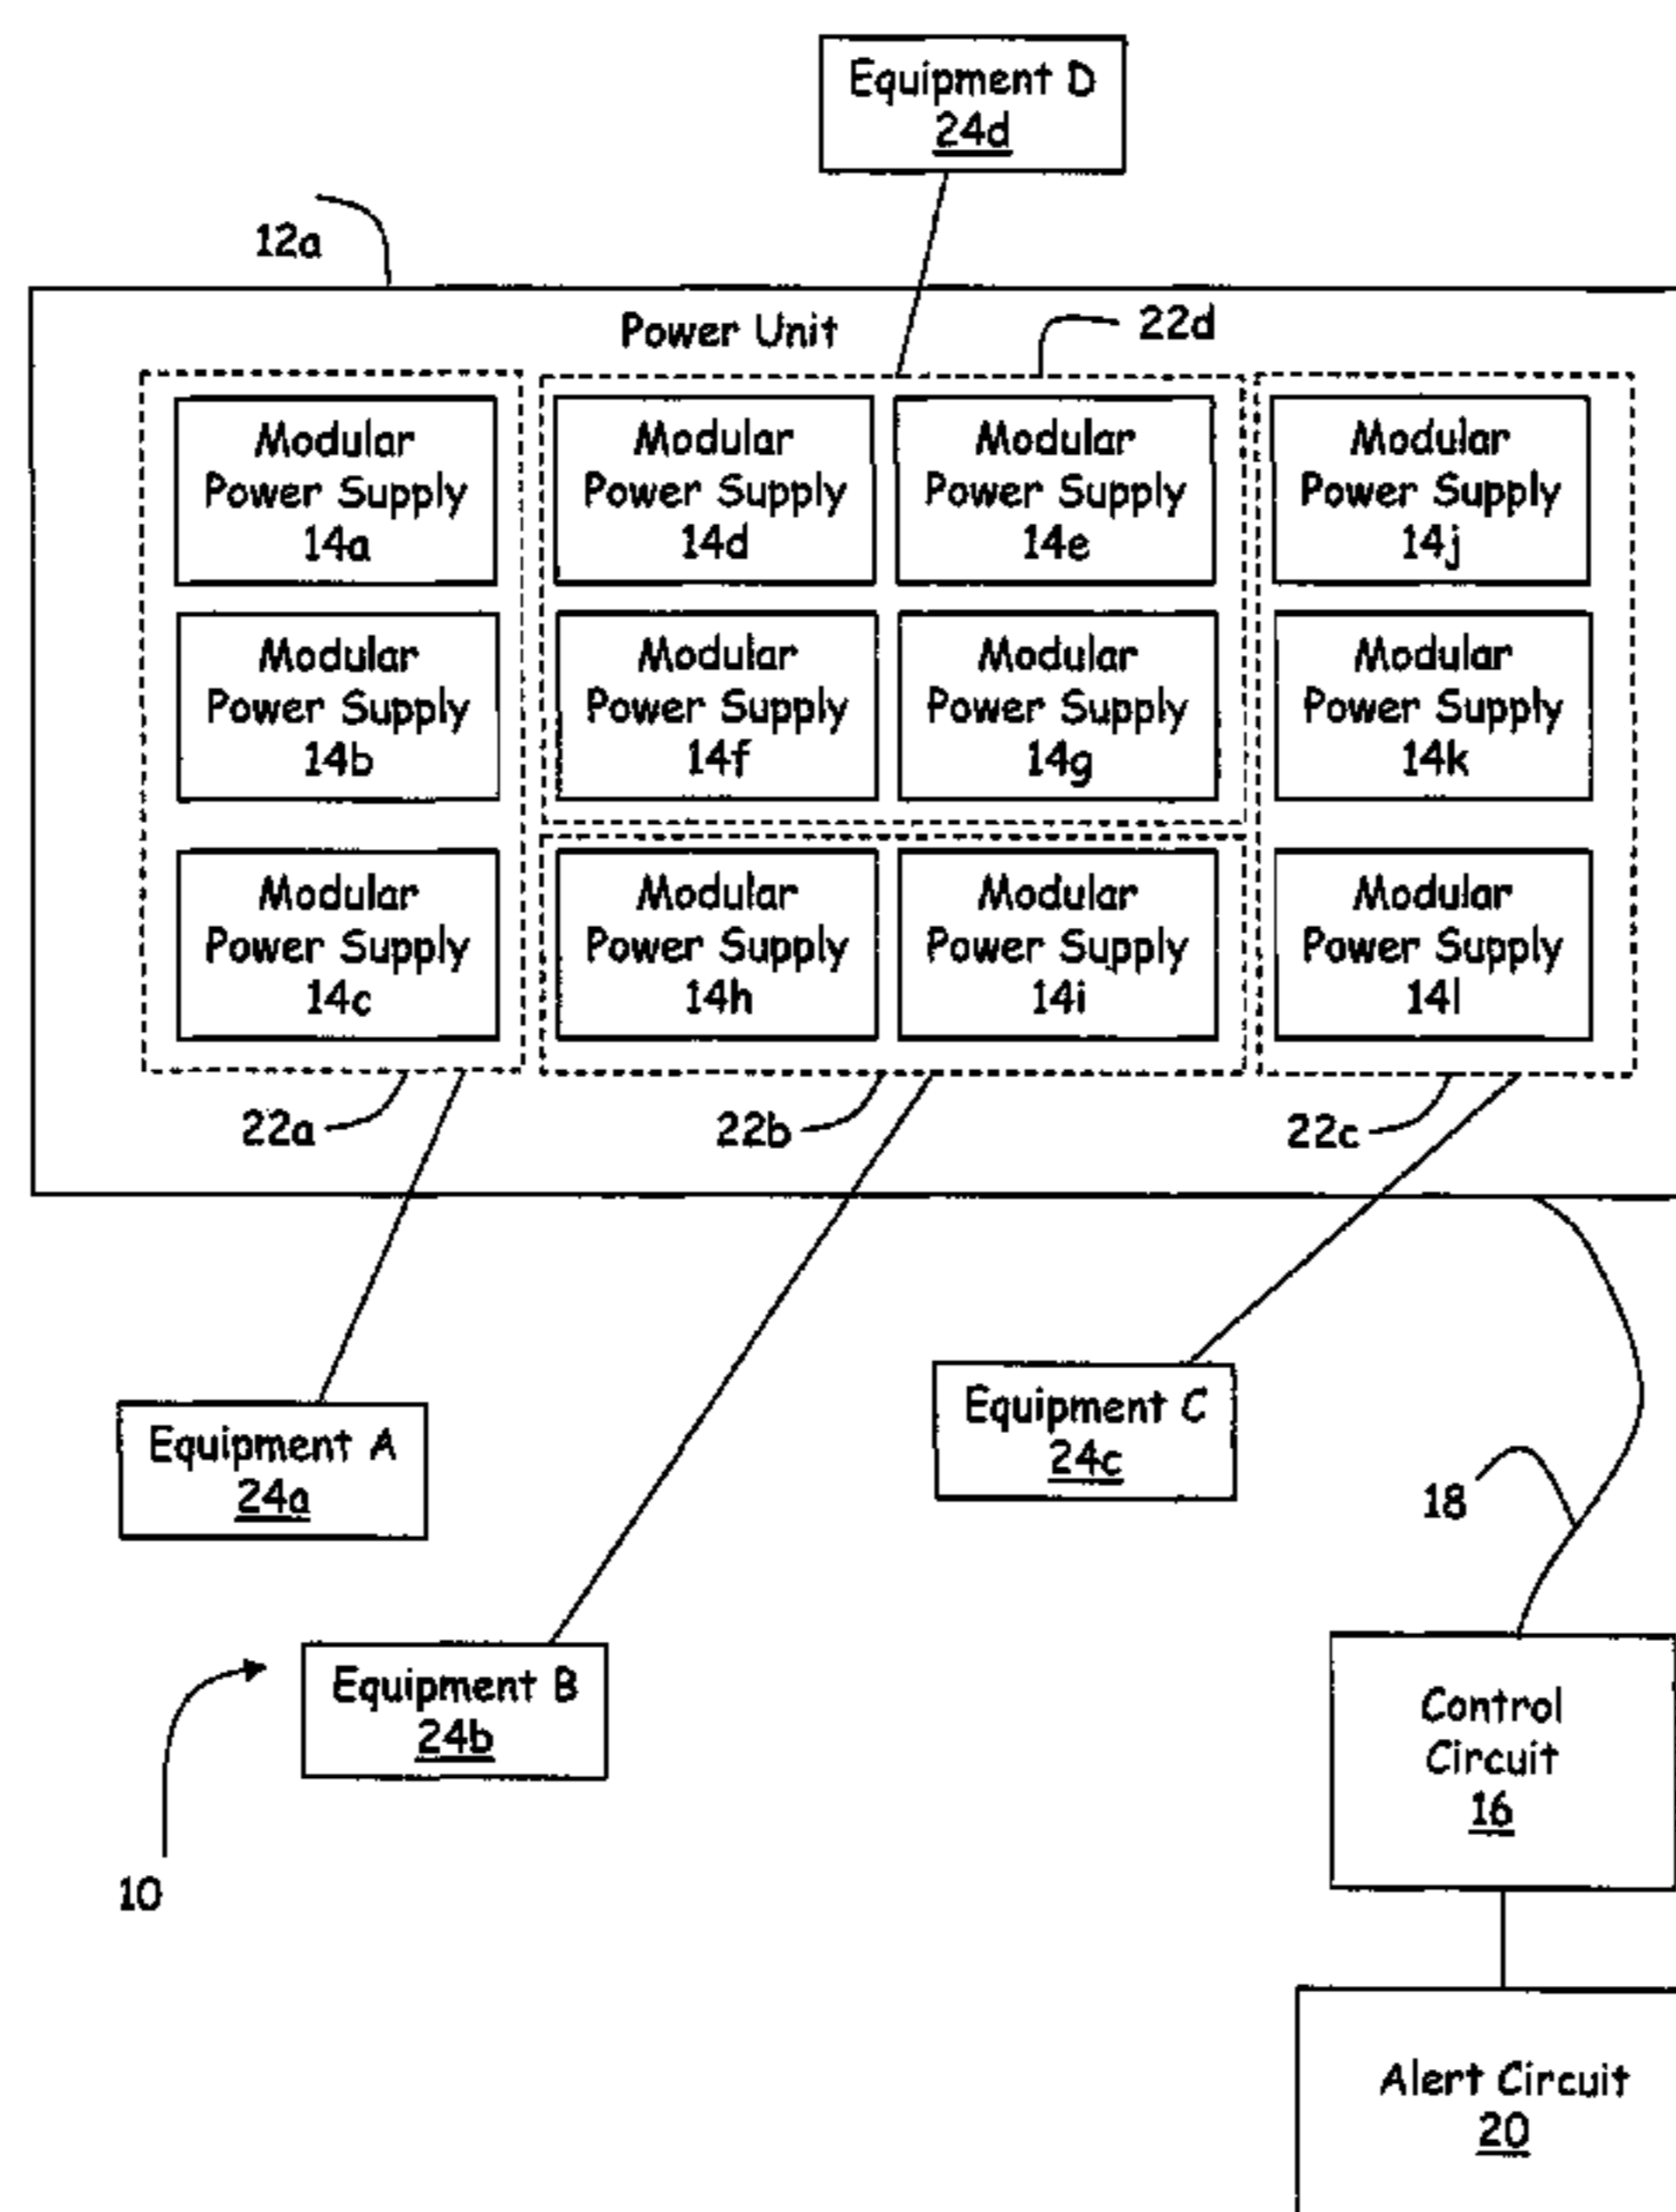 Equipment D
24d
12a
Power Unit
22d
Modular
Power Supply
14a
Modular
Power Supply
14d
Modular
Power Supply
14e
Modular
Power Supply
14j
Modular
Power Supply
14b
Modular
Power Supply
14f
Modular
Power Supply
14g
Modular
Power Supply
14k
Modular
Power Supply
14c
Modular
Power Supply
14h
Modular
Power Supply
14i
Modular
Power Supply
14l
22a
22b
22c
Equipment A
24a
Equipment C
24c
18
Equipment B
24b
Control
Circuit
16
10
Alert Circuit
20